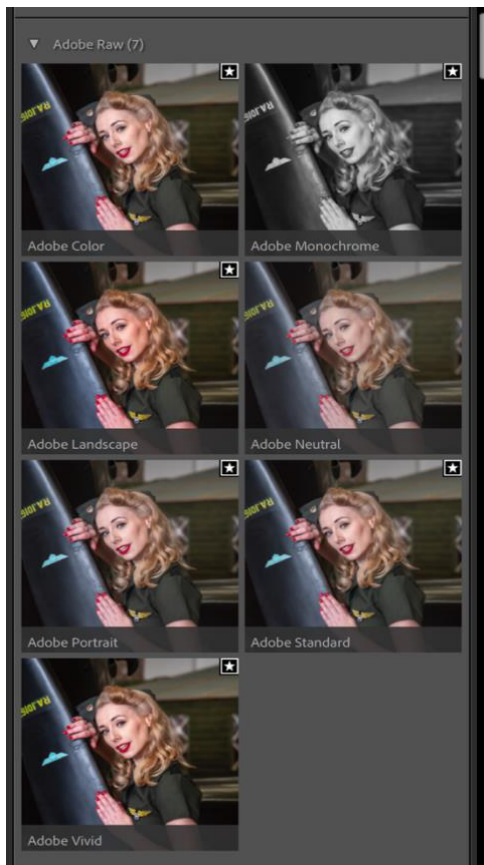 ▼ Adobe Raw (7)
Adobe Color
Adobe Monochrome
Adobe Landscape
Adobe Neutral
Adobe Portrait
Adobe Standard
Adobe Vivid